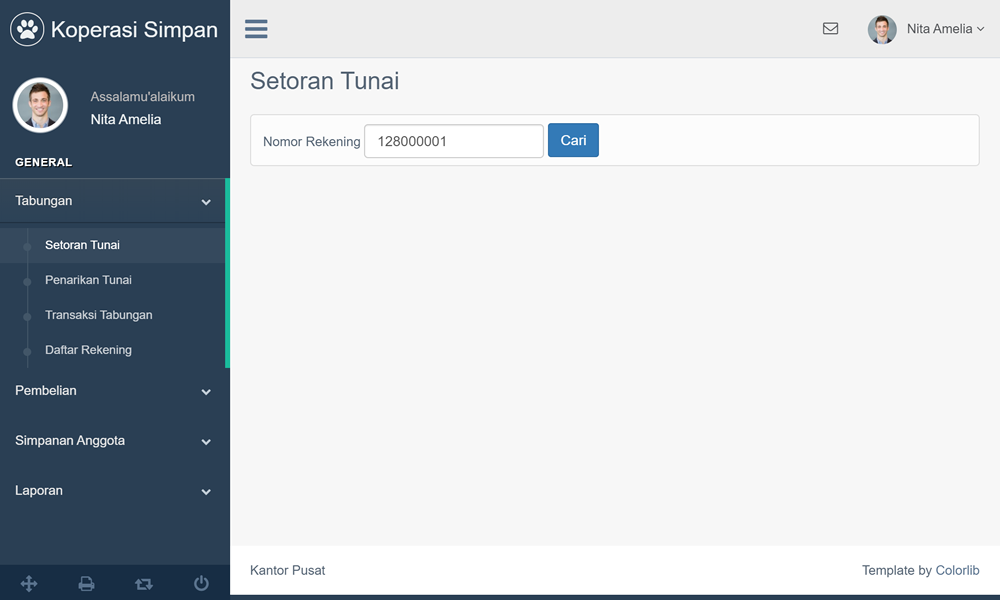 Koperasi Simpan
Nita Amelia
Assalamu'alaikum
Nita Amelia
GENERAL
Tabungan
Setoran Tunai
Penarikan Tunai
Transaksi Tabungan
Daftar Rekening
Pembelian
Simpanan Anggota
Laporan
Setoran Tunai
Nomor Rekening 128000001 Cari
Kantor Pusat
Template by Colorlib